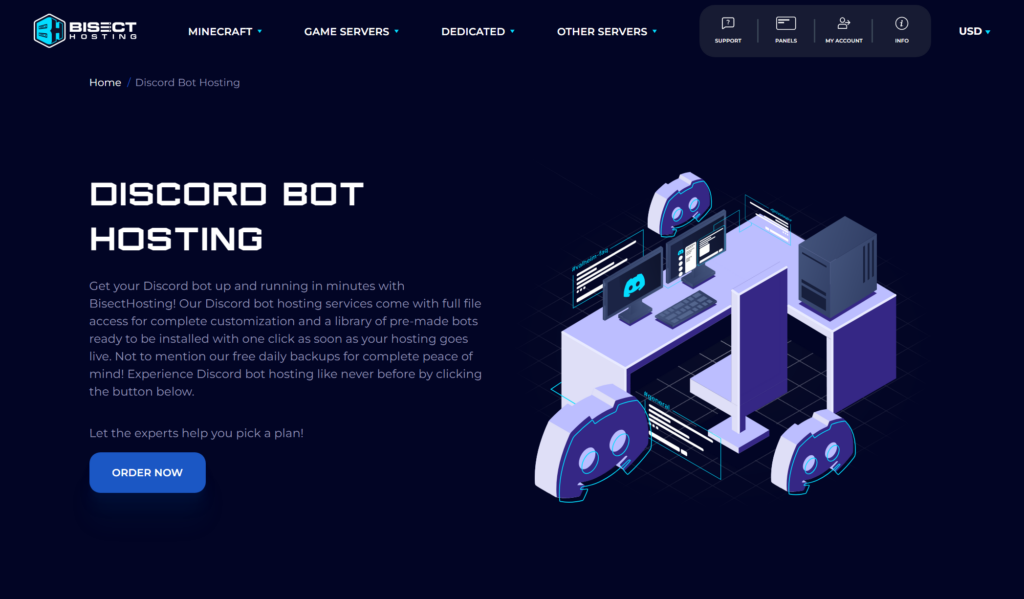 BISECT
HOSTING
MINECRAFT
GAME SERVERS
DEDICATED
OTHER SERVERS
SUPPORT
PANELS
MY ACCOUNT
INFO
USD
Home / Discord Bot Hosting
DISCORD BOT
HOSTING
Get your Discord bot up and running in minutes with
BisectHosting! Our Discord bot hosting services come with full file
access for complete customization and a library of pre-made bots
ready to be installed with one click as soon as your hosting goes
live. Not to mention our free daily backups for complete peace of
mind! Experience Discord bot hosting like never before by clicking
the button below.
Let the experts help you pick a plan!
ORDER NOW
#general